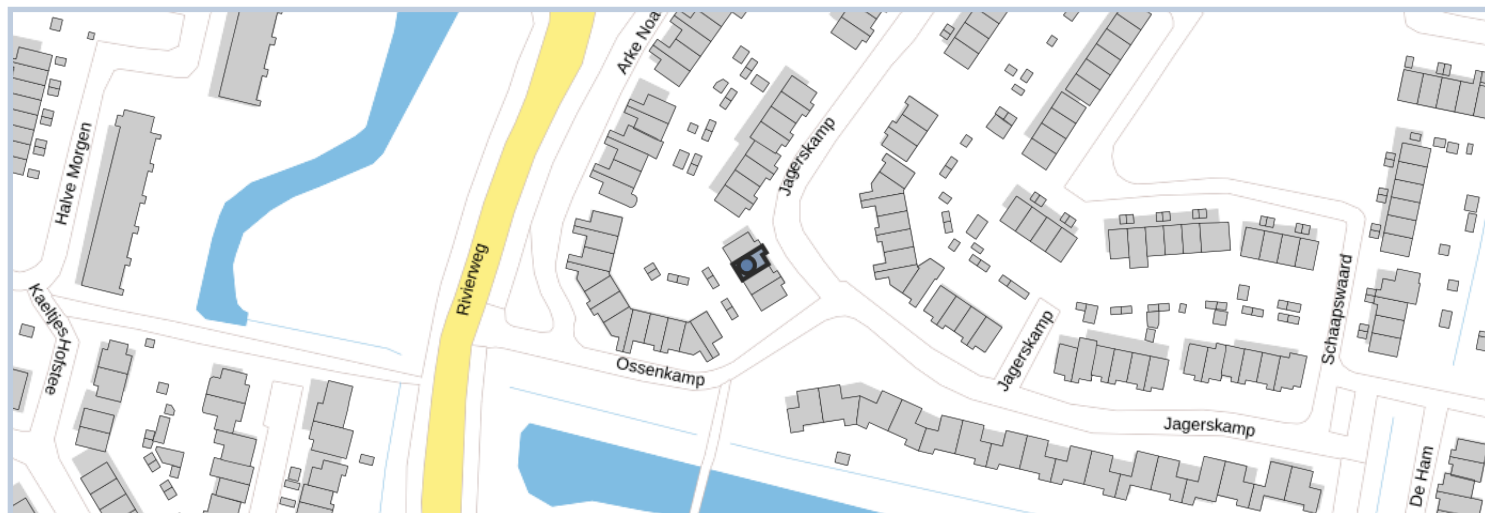 Arke Noa
Halve Morgen
Jagerskamp
Rivierweg
Kaeltjes Hofstee
Schaapswaard
Jagerskamp
Ossenkamp
Jagerskamp
De Ham